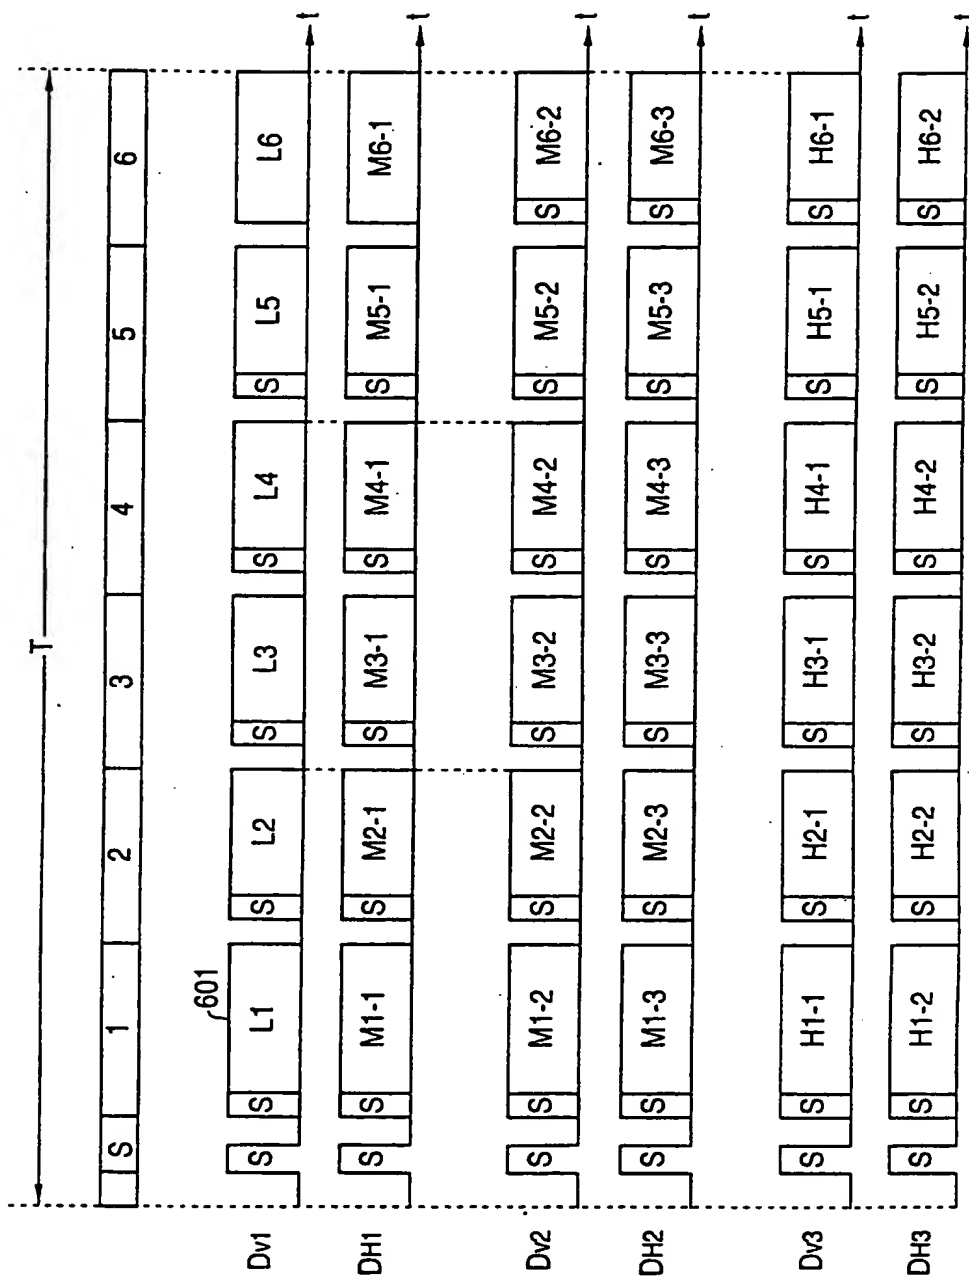 T
S 1 2 3 4 5 6
601
Dv1 S S L1 S L2 S L3 S L4 S L5 L6 t
DH1 S S M1-1 S M2-1 S M3-1 S M4-1 S M5-1 M6-1 t
Dv2 S S M1-2 S M2-2 S M3-2 S M4-2 S M5-2 S M6-2 t
DH2 S S M1-3 S M2-3 S M3-3 S M4-3 S M5-3 S M6-3 t
Dv3 S S H1-1 S H2-1 S H3-1 S H4-1 S H5-1 S H6-1 t
DH3 S S H1-2 S H2-2 S H3-2 S H4-2 S H5-2 S H6-2 t